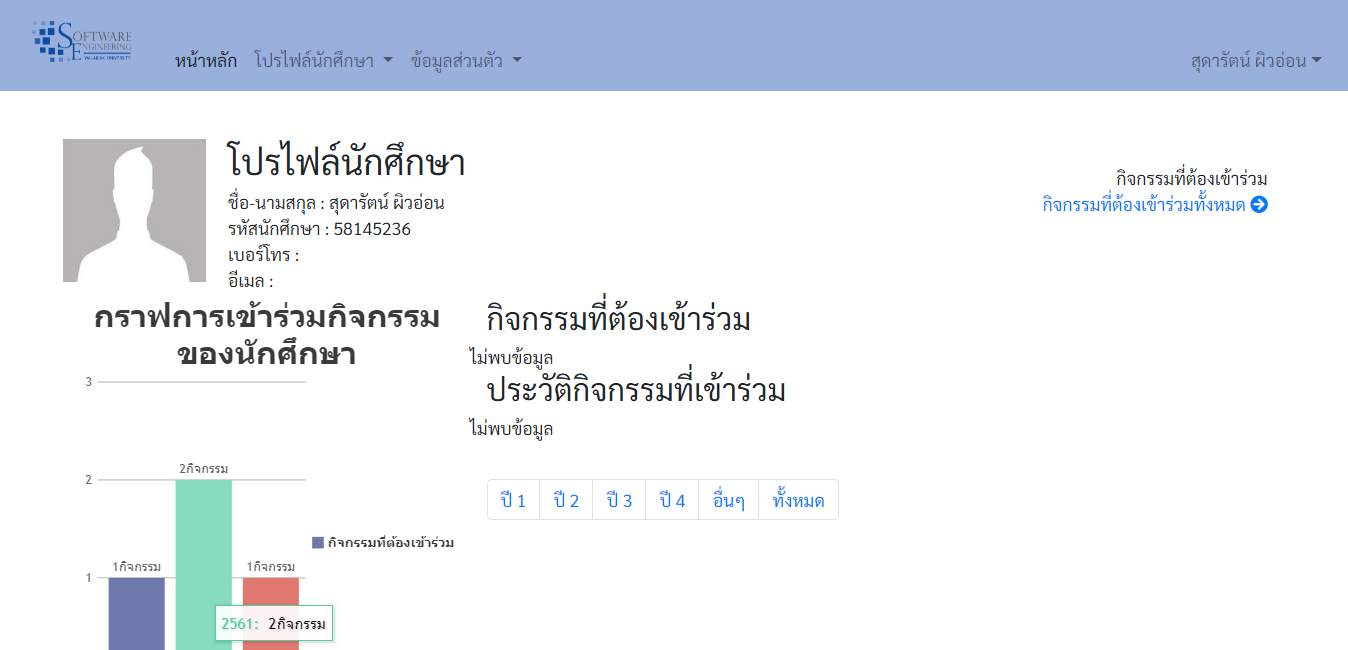 SOFTWARE
ENGINEERING
WALAILAK UNIVERSITY
หน้าหลัก
โปรไฟล์นักศึกษา
ข้อมูลส่วนตัว
สุดารัตน์ ผิวอ่อน
โปรไฟล์นักศึกษา
ชื่อ-นามสกุล : สุดารัตน์ ผิวอ่อน
รหัสนักศึกษา : 58145236
เบอร์โทร :
อีเมล :
กิจกรรมที่ต้องเข้าร่วม
กิจกรรมที่ต้องเข้าร่วมทั้งหมด
กราฟการเข้าร่วมกิจกรรม
ของนักศึกษา
3
2
1
2กิจกรรม
1กิจกรรม
1กิจกรรม
2561: 2กิจกรรม
กิจกรรมที่ต้องเข้าร่วม
กิจกรรมที่ต้องเข้าร่วม
ไม่พบข้อมูล
ประวัติกิจกรรมที่เข้าร่วม
ไม่พบข้อมูล
ปี 1
ปี 2
ปี 3
ปี 4
อื่นๆ
ทั้งหมด